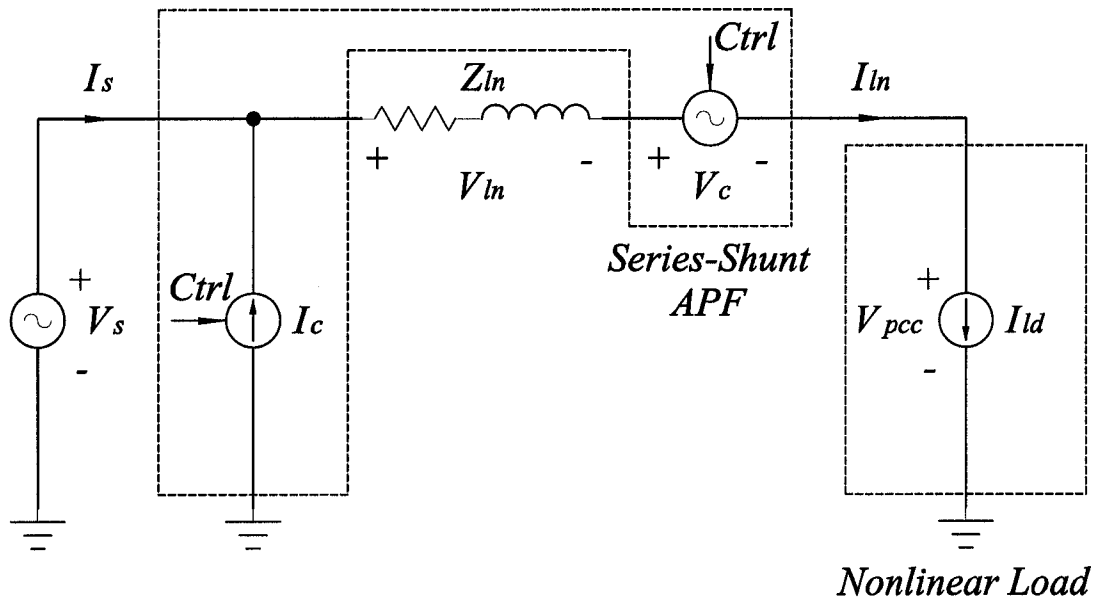 Ctrl
Is
Zln
Iln
+ -
+ -
Vln
Vc
Series-Shunt
APF
+
Ctrl
Vs
Ic
-
+
Vpcc
Ild
-
Nonlinear Load